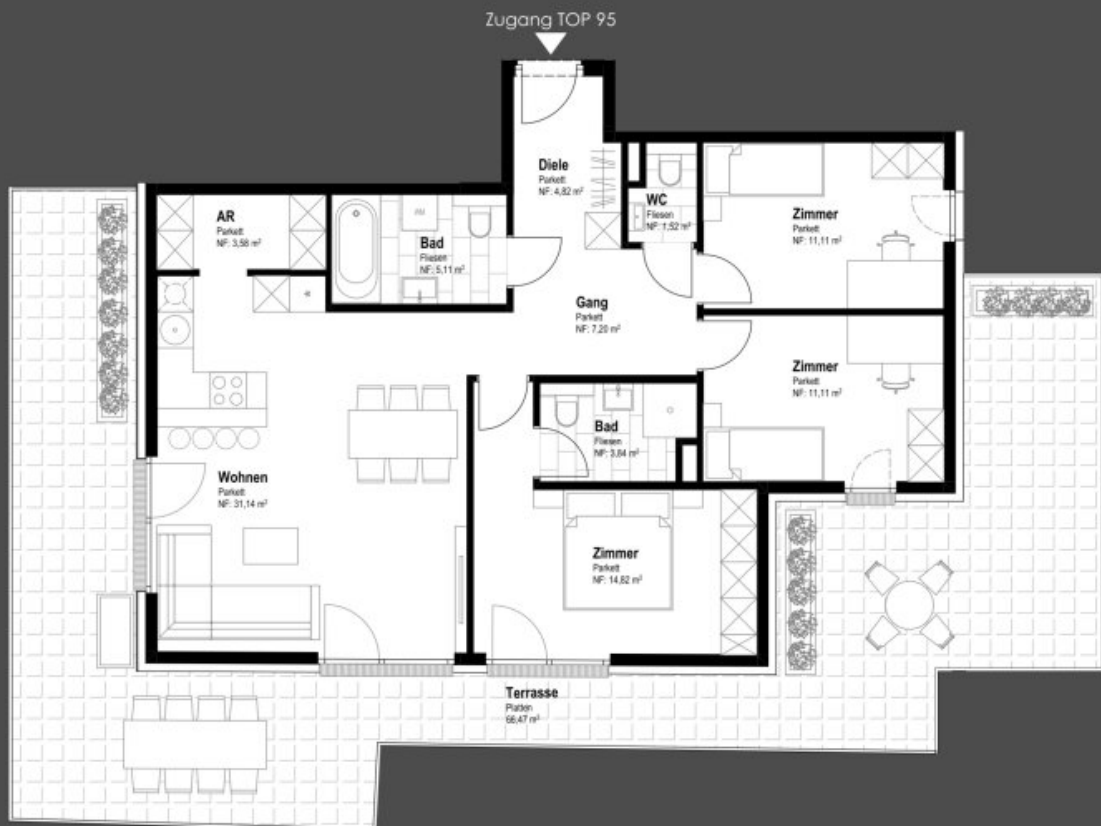 Zugang TOP 95
Diele
Parkett
NF: 4,82 m²
WC
Fliesen
NF: 1,52 m²
Zimmer
Parkett
NF: 11,11 m²
AR
Parkett
NF: 3,58 m²
Bad
Fliesen
NF: 5,11 m²
Gang
Parkett
NF: 7,20 m²
Zimmer
Parkett
NF: 11,11 m²
Bad
Fliesen
NF: 3,84 m²
Wohnen
Parkett
NF: 31,14 m²
Zimmer
Parkett
NF: 14,82 m²
Terrasse
Platten
66,47 m²